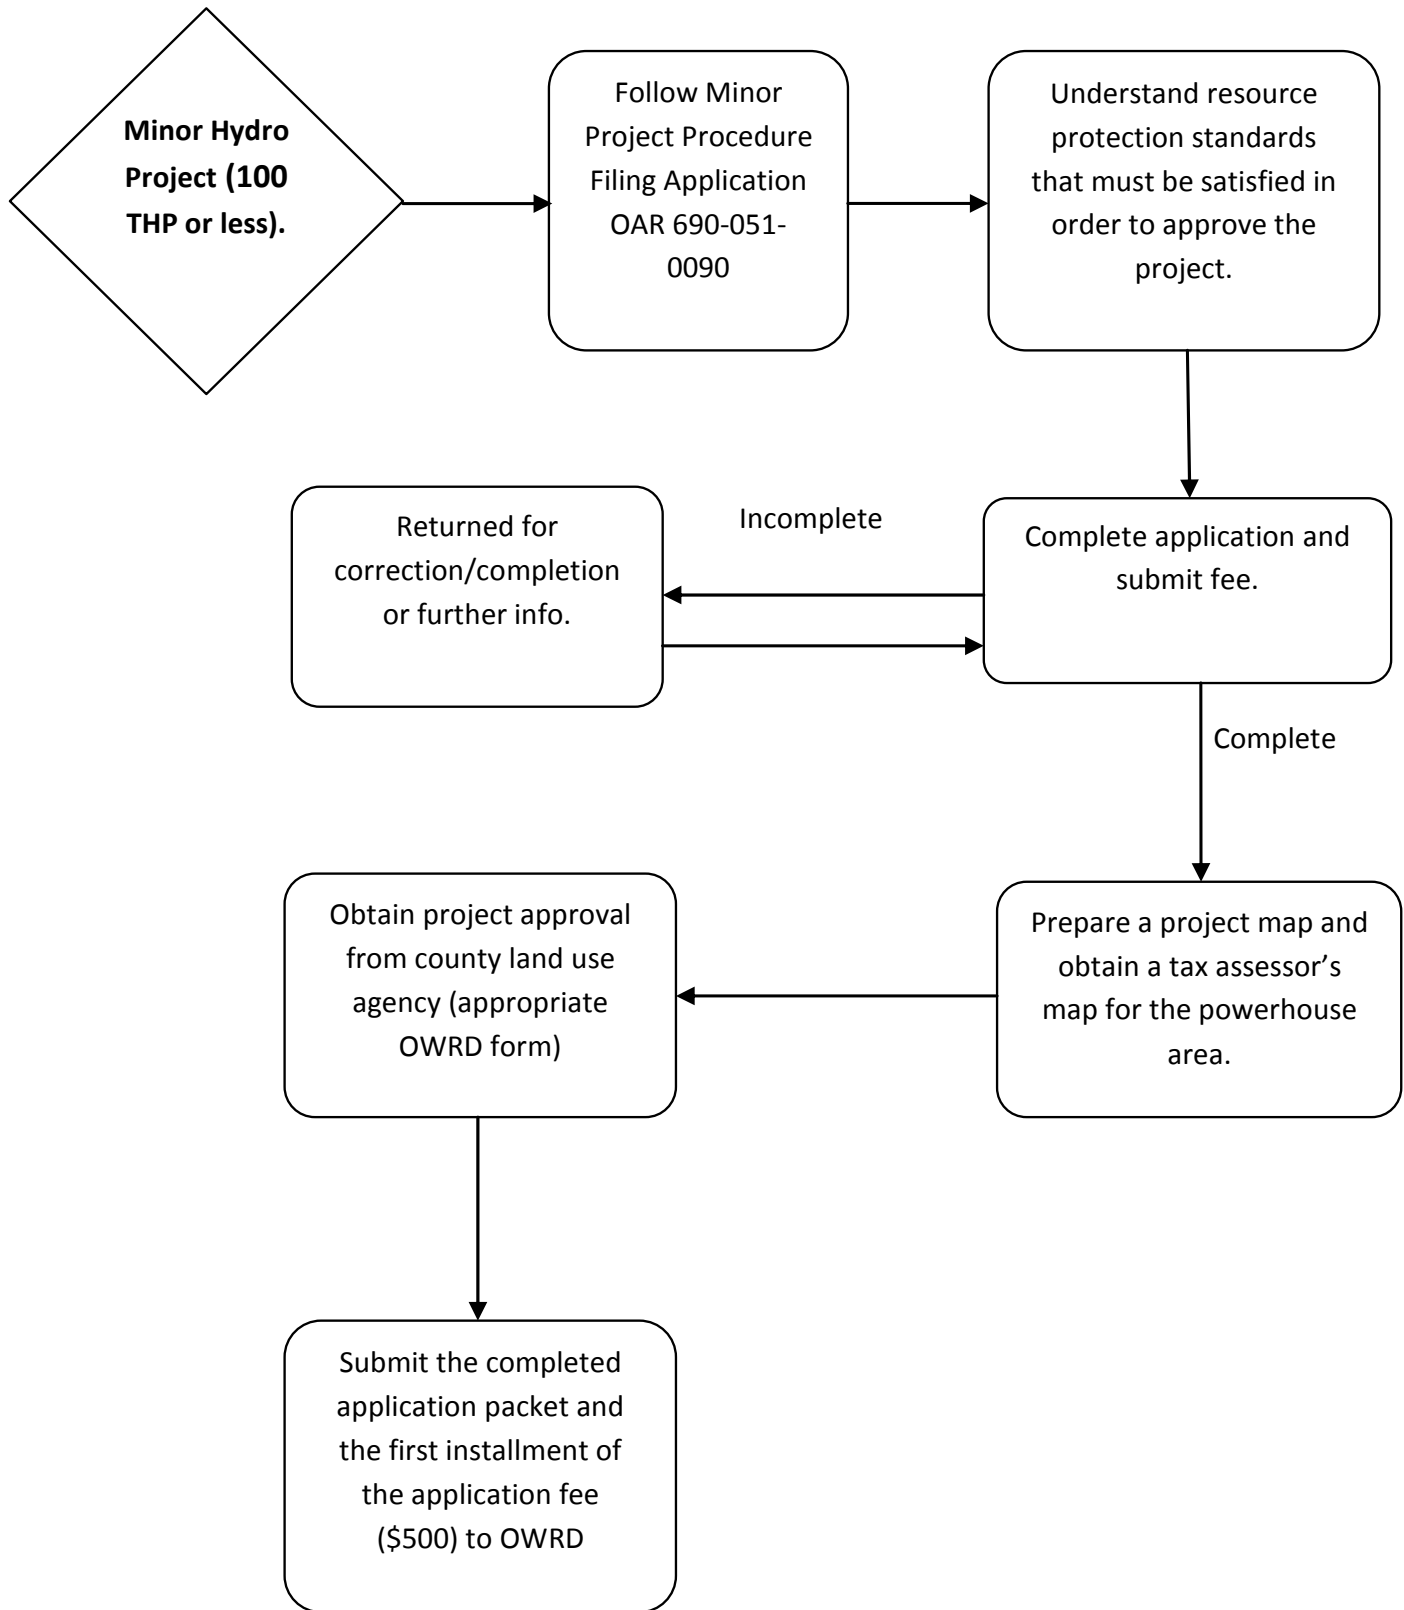 Minor Hydro
Project (100
THP or less).
Follow Minor
Project Procedure
Filing Application
OAR 690-051-
0090
Understand resource
protection standards
that must be satisfied in
order to approve the
project.
Complete application and
submit fee.
Incomplete
Returned for
correction/completion
or further info.
Complete
Prepare a project map and
obtain a tax assessor’s
map for the powerhouse
area.
Obtain project approval
from county land use
agency (appropriate
OWRD form)
Submit the completed
application packet and
the first installment of
the application fee
($500) to OWRD